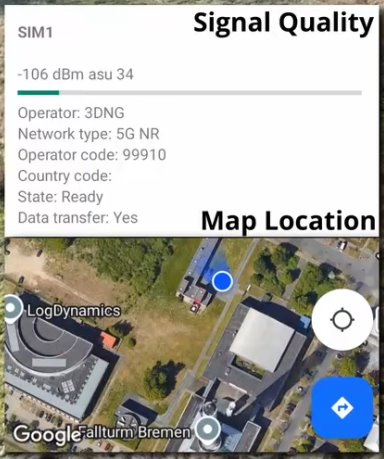 Signal Quality
SIM1
-106 dBm asu 34
Operator: 3DNG
Network type: 5G NR
Operator code: 99910
Country code:
State: Ready
Data transfer: Yes
Map Location
LogDynamics
Google
Fallturm Bremen